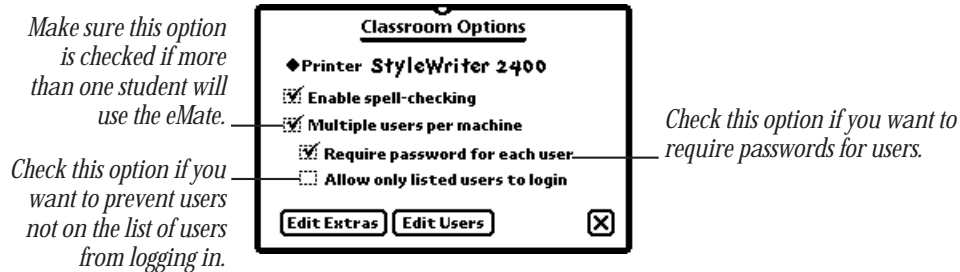 Make sure this option
is checked if more
than one student will
use the eMate.
Check this option if you
want to prevent users
not on the list of users
from logging in.
Classroom Options
◆Printer StyleWriter 2400
Enable spell-checking
Multiple users per machine
Require password for each user
Allow only listed users to login
Edit Extras Edit Users
Check this option if you want to
require passwords for users.